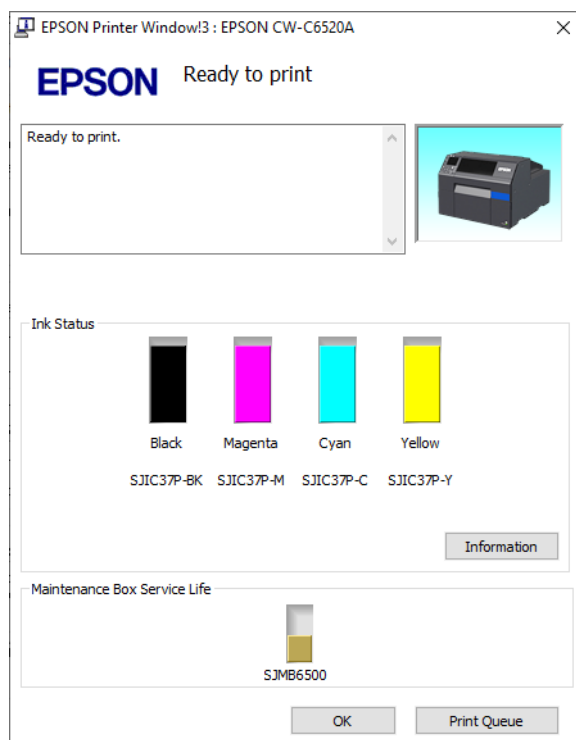 EPSON Printer Window!3 : EPSON CW-C6520A
EPSON Ready to print
Ready to print.
Ink Status
Black Magenta Cyan Yellow
SJIC37P-BK SJIC37P-M SJIC37P-C SJIC37P-Y
Information
Maintenance Box Service Life
SJMB6500
OK Print Queue